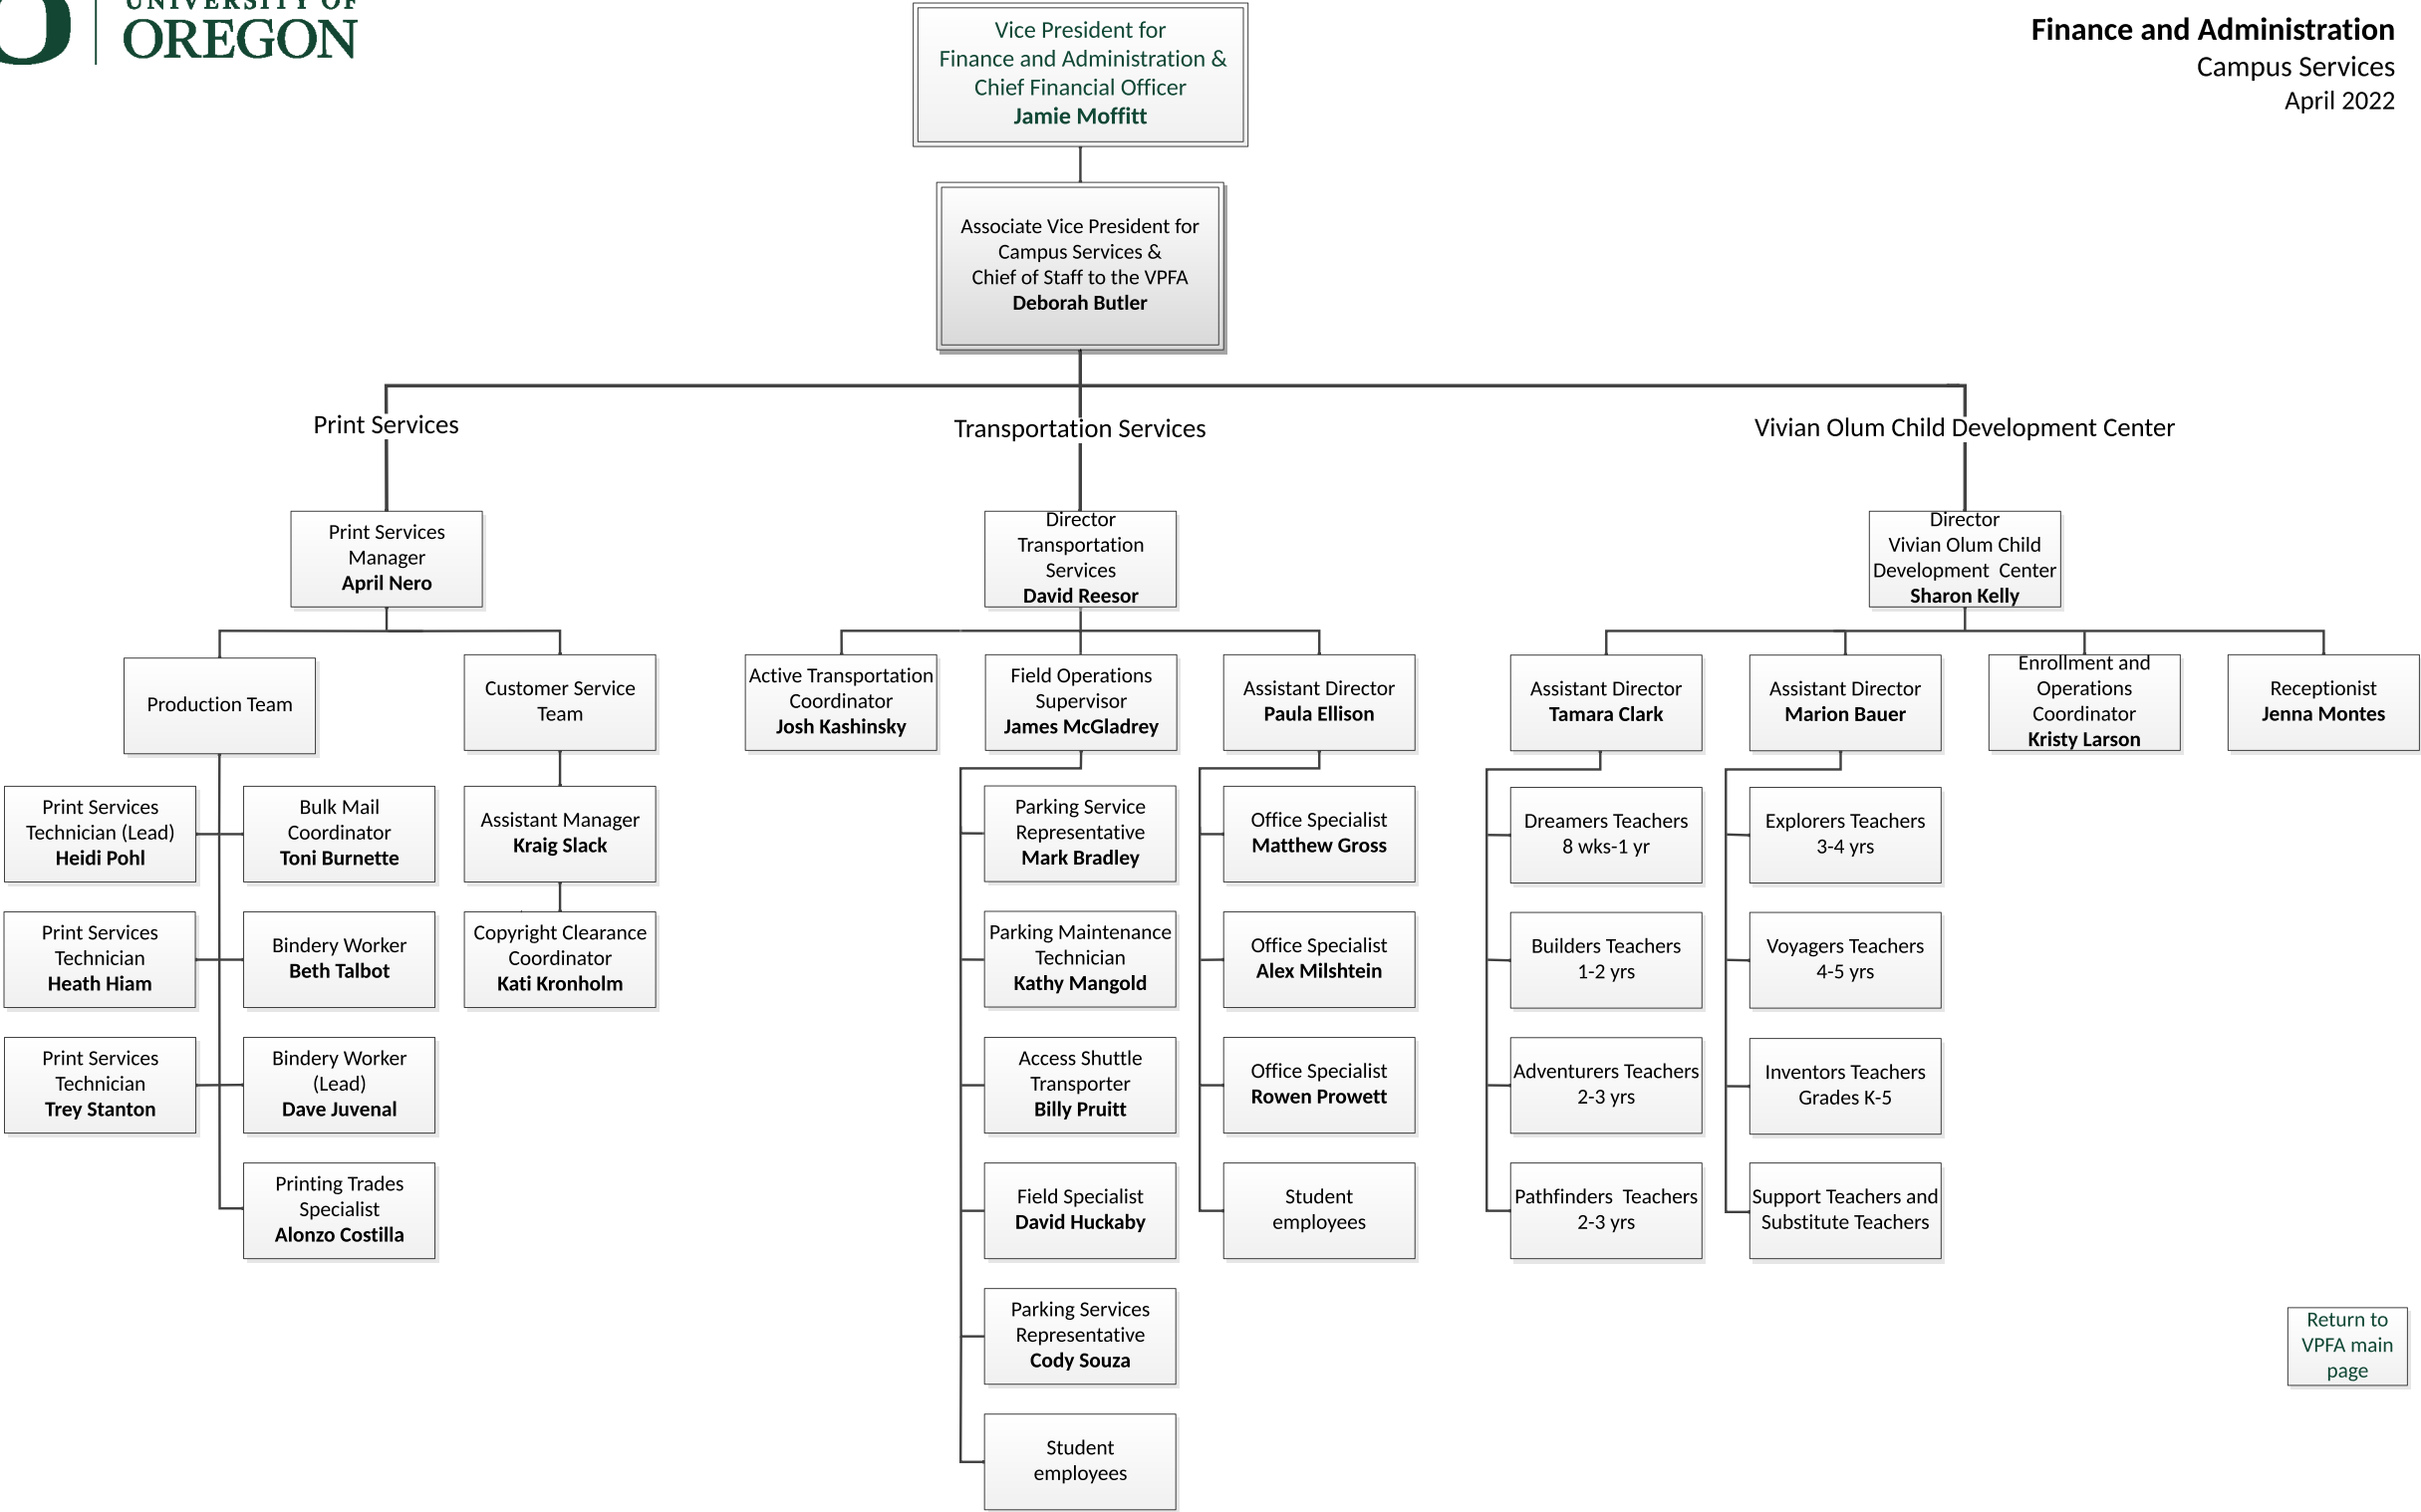 UNIVERSITY OF
OREGON
Finance and Administration
Campus Services
April 2022
Vice President for
Finance and Administration &
Chief Financial Officer
Jamie Moffitt
Associate Vice President for
Campus Services &
Chief of Staff to the VPFA
Deborah Butler
Print Services
Transportation Services
Vivian Olum Child Development Center
Print Services
Manager
April Nero
Director
Transportation
Services
David Reesor
Director
Vivian Olum Child
Development Center
Sharon Kelly
Production Team
Customer Service
Team
Active Transportation
Coordinator
Josh Kashinsky
Field Operations
Supervisor
James McGladrey
Assistant Director
Paula Ellison
Assistant Director
Tamara Clark
Assistant Director
Marion Bauer
Enrollment and
Operations
Coordinator
Kristy Larson
Receptionist
Jenna Montes
Print Services
Technician (Lead)
Heidi Pohl
Bulk Mail
Coordinator
Toni Burnette
Assistant Manager
Kraig Slack
Parking Service
Representative
Mark Bradley
Office Specialist
Matthew Gross
Dreamers Teachers
8 wks-1 yr
Explorers Teachers
3-4 yrs
Print Services
Technician
Heath Hiam
Bindery Worker
Beth Talbot
Copyright Clearance
Coordinator
Kati Kronholm
Parking Maintenance
Technician
Kathy Mangold
Office Specialist
Alex Milshtein
Builders Teachers
1-2 yrs
Voyagers Teachers
4-5 yrs
Print Services
Technician
Trey Stanton
Bindery Worker
(Lead)
Dave Juvenal
Access Shuttle
Transporter
Billy Pruitt
Office Specialist
Rowen Prowett
Adventurers Teachers
2-3 yrs
Inventors Teachers
Grades K-5
Printing Trades
Specialist
Alonzo Costilla
Field Specialist
David Huckaby
Student
employees
Pathfinders Teachers
2-3 yrs
Support Teachers and
Substitute Teachers
Parking Services
Representative
Cody Souza
Return to
VPFA main
page
Student
employees